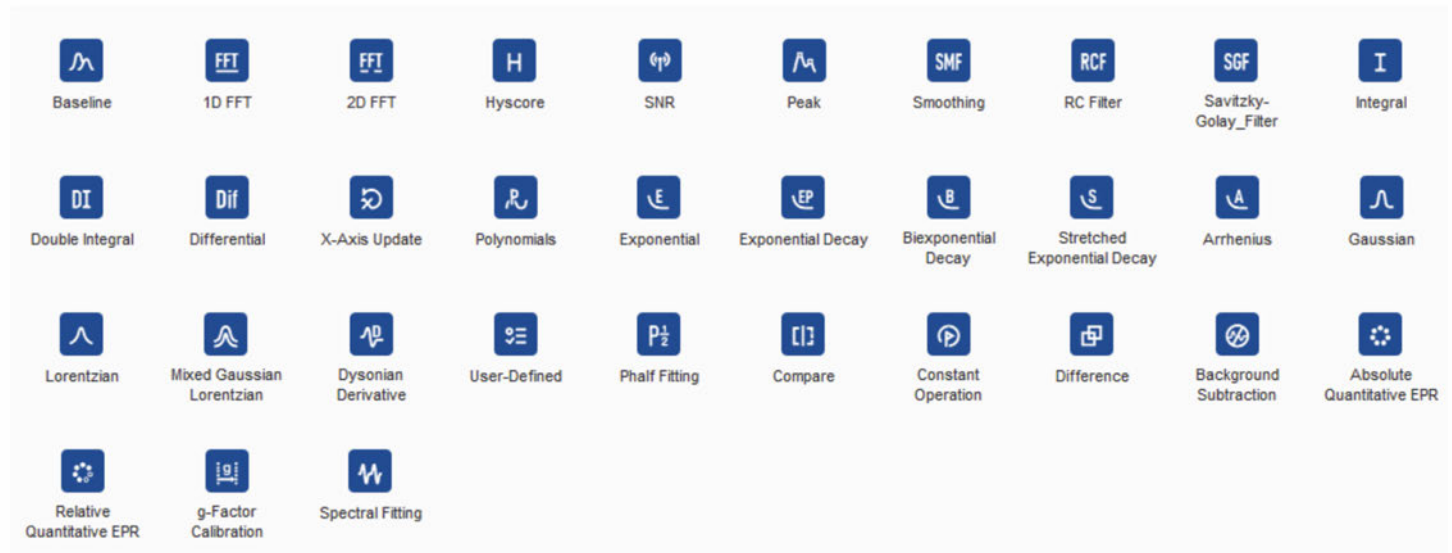 FFT FFT H SMF RCF SGF I
Baseline 1D FFT 2D FFT Hyscore SNR Peak Smoothing RC Filter Savitzky- Integral
Golay_Filter
DI Dif R E EP B S A
Double Integral Differential X-Axis Update Polynomials Exponential Exponential Decay Biexponential Stretched Arrhenius Gaussian
Decay Exponential Decay
D P½ [|]
Lorentzian Mixed Gaussian Dysonian User-Defined Phalf Fitting Compare Constant Difference Background Absolute
Lorentzian Derivative Operation Subtraction Quantitative EPR
g
Relative g-Factor Spectral Fitting
Quantitative EPR Calibration